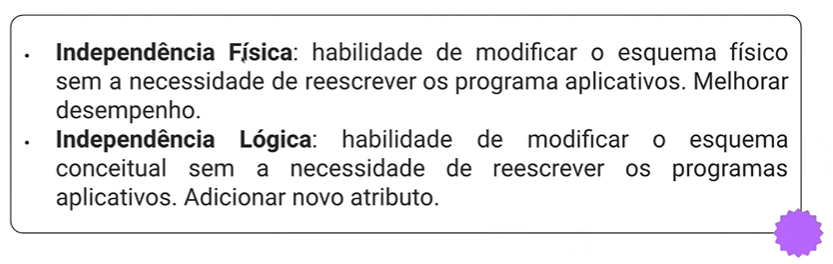 • Independência Física: habilidade de modificar o esquema físico
sem a necessidade de reescrever os programa aplicativos. Melhorar
desempenho.
• Independência Lógica: habilidade de modificar o esquema
conceitual sem a necessidade de reescrever os programas
aplicativos. Adicionar novo atributo.